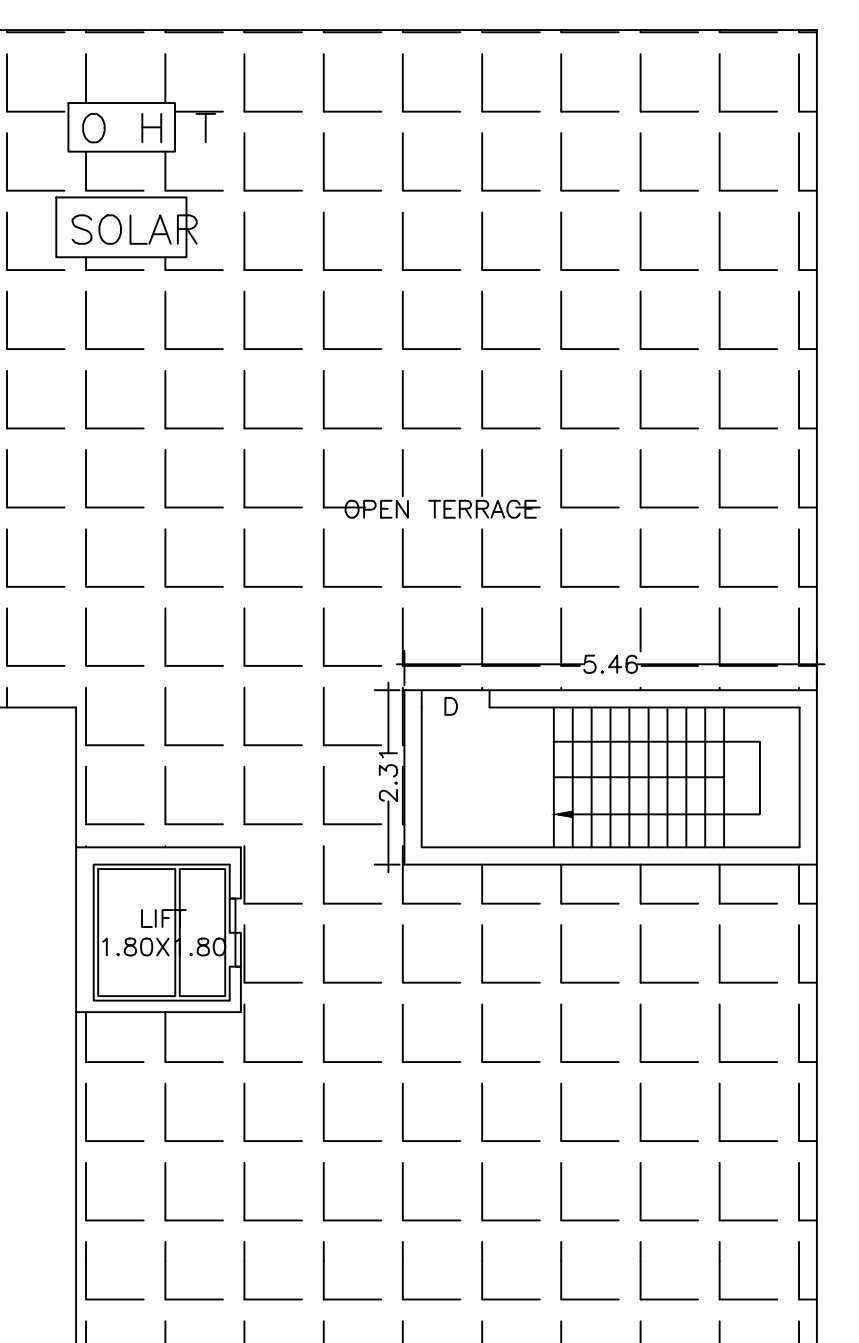 O H T
SOLAR
OPEN TERRACE
5.46
D
2.31
LIFT
1.80X1.80